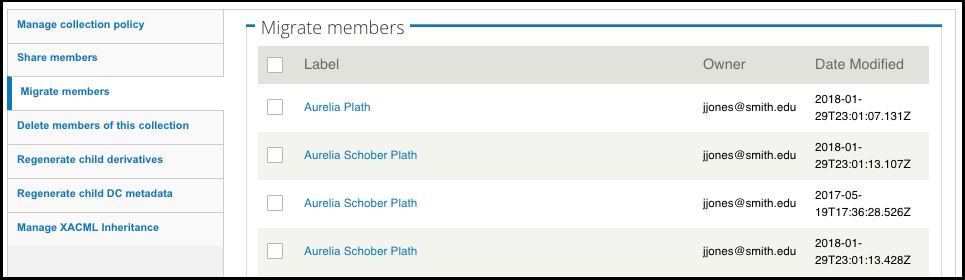 Manage collection policy
Share members
Migrate members
Delete members of this collection
Regenerate child derivatives
Regenerate child DC metadata
Manage XACML Inheritance
Migrate members
Label Owner Date Modified
Aurelia Plath jjones@smith.edu 2018-01-
29T23:01:07.131Z
Aurelia Schober Plath jjones@smith.edu 2018-01-
29T23:01:13.107Z
Aurelia Schober Plath jjones@smith.edu 2017-05-
19T17:36:28.526Z
Aurelia Schober Plath jjones@smith.edu 2018-01-
29T23:01:13.428Z